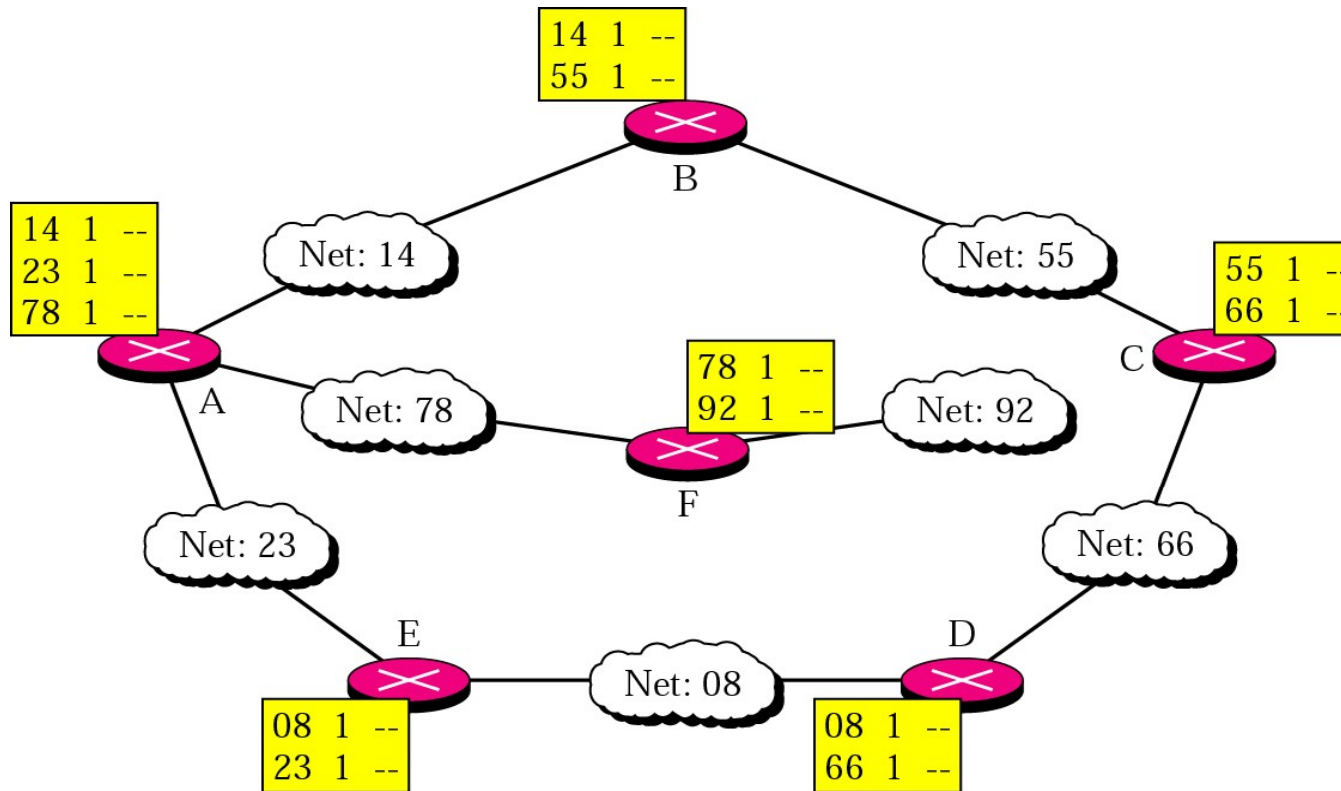 14 1 --
55 1 --
B
14 1 --
23 1 --
78 1 --
Net: 14
Net: 55
55 1 --
66 1 --
A
C
Net: 78
78 1 --
92 1 --
Net: 92
F
Net: 23
Net: 66
E
D
Net: 08
08 1 --
23 1 --
08 1 --
66 1 --